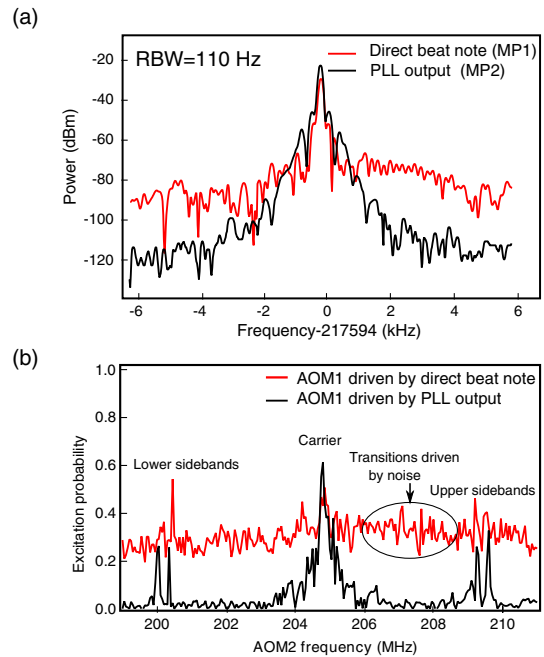 (a)
RBW=110 Hz
Direct beat note (MP1)
PLL output (MP2)
Power (dBm)
-20
-40
-60
-80
-100
-120
-6 -4 -2 0 2 4 6
Frequency-217594 (kHz)
(b)
AOM1 driven by direct beat note
AOM1 driven by PLL output
Excitation probability
1.0
0.8
0.6
0.4
0.2
0.0
Carrier
Lower sidebands
Transitions driven
by noise
Upper sidebands
200 202 204 206 208 210
AOM2 frequency (MHz)